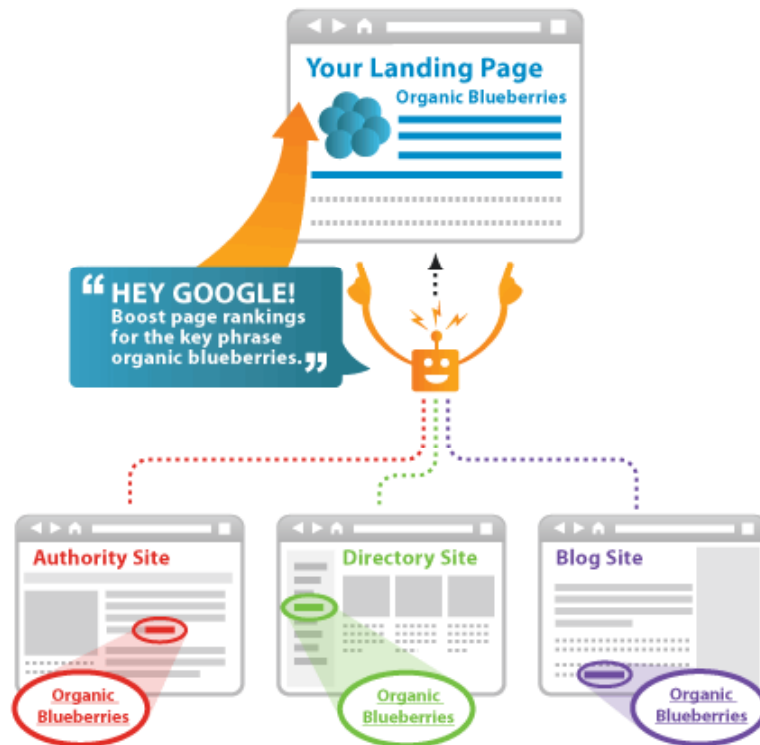 Your Landing Page
Organic Blueberries
“ HEY GOOGLE!
Boost page rankings
for the key phrase
organic blueberries. ”
Authority Site
Directory Site
Blog Site
Organic
Blueberries
Organic
Blueberries
Organic
Blueberries